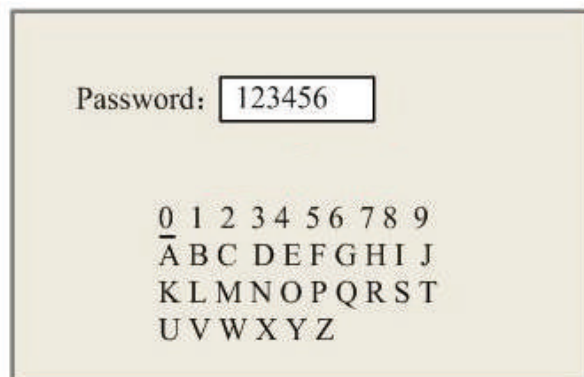 Password: 123456
0 1 2 3 4 5 6 7 8 9
A B C D E F G H I J
K L M N O P Q R S T
U V W X Y Z